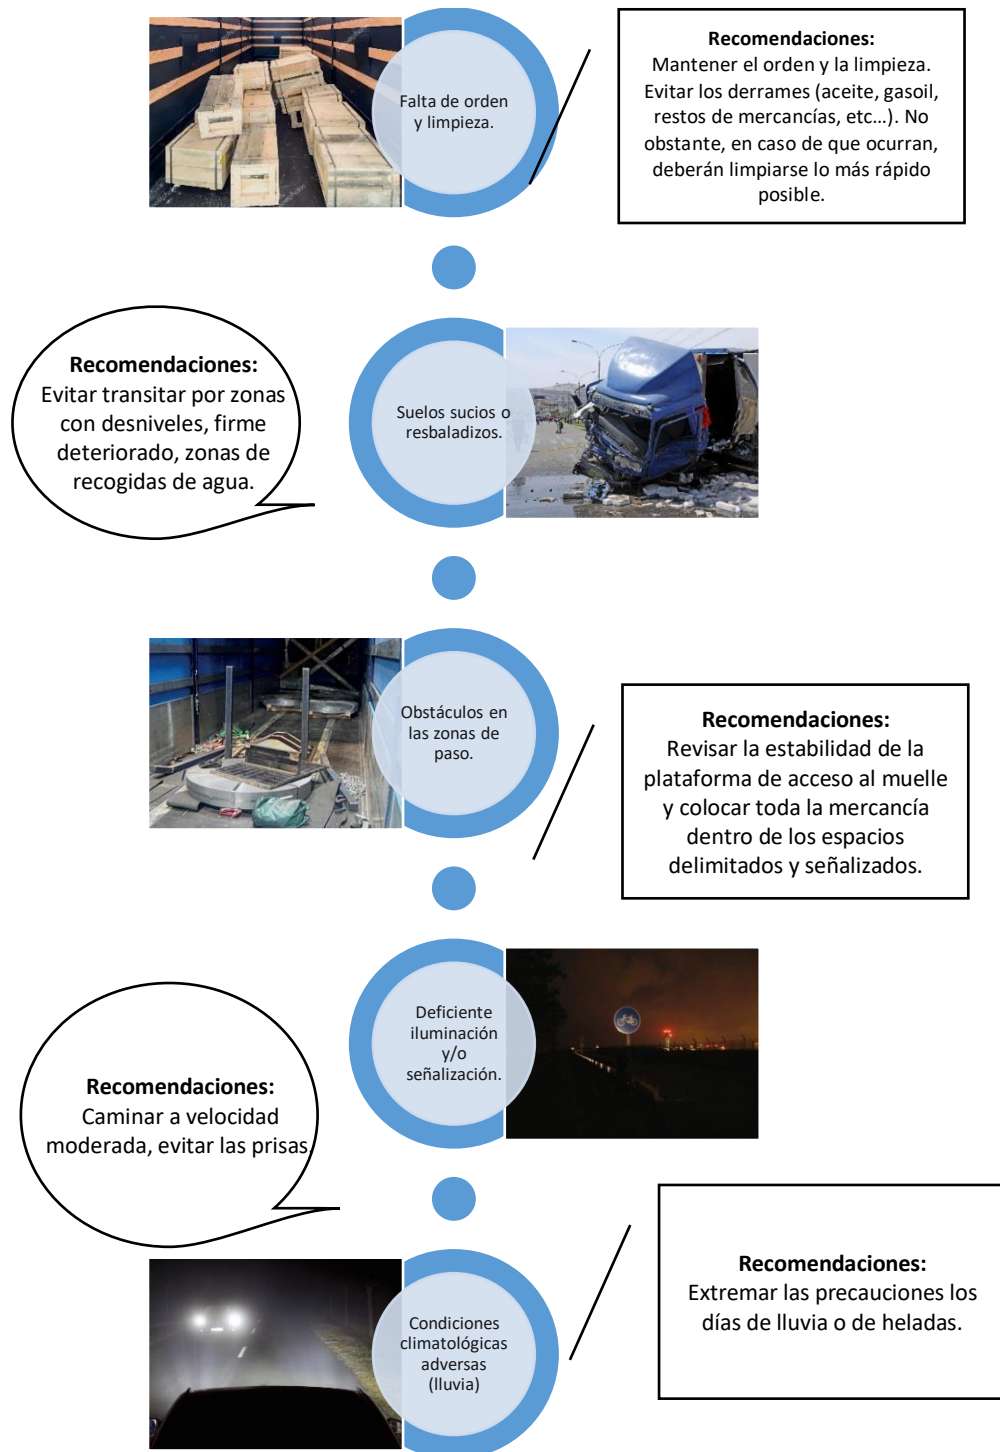 Falta de orden
y limpieza.
Recomendaciones:
Mantener el orden y la limpieza.
Evitar los derrames (aceite, gasoil,
restos de mercancías, etc...). No
obstante, en caso de que ocurran,
deberán limpiarse lo más rápido
posible.
Recomendaciones:
Evitar transitar por zonas
con desniveles, firme
deteriorado, zonas de
recogidas de agua.
Suelos sucios o
resbaladizos.
Obstáculos en
las zonas de
paso.
Recomendaciones:
Revisar la estabilidad de la
plataforma de acceso al muelle
y colocar toda la mercancía
dentro de los espacios
delimitados y señalizados.
Deficiente
iluminación
y/o
señalización.
Recomendaciones:
Caminar a velocidad
moderada, evitar las prisas.
Condiciones
climatológicas
adversas
(lluvia)
Recomendaciones:
Extremar las precauciones los
días de lluvia o de heladas.